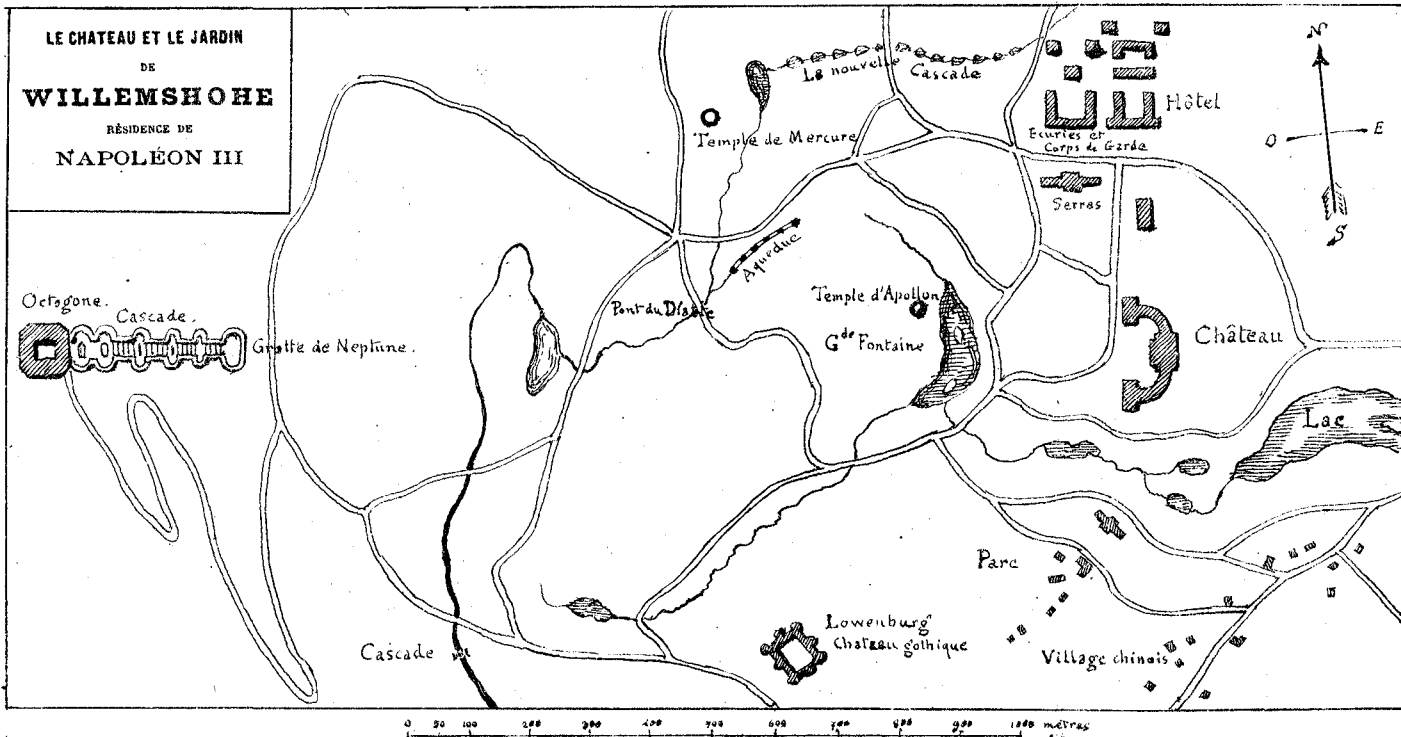 LE CHATEAU ET LE JARDIN
DE
WILLEMSHOHE
RÉSIDENCE DE
NAPOLÉON III
La nouvelle Cascade
Hôtel
Temple de Mercure
Ecuries et
Corps de Garde
N
O
E
S
Serres
Aqueduc
Octogone.
Cascade.
Pont du Diable
Temple d'Apollon
Gde Fontaine
Château
Grotte de Neptune.
Lac
Parc
Lowenburg
Chateau gothique
Cascade
Village chinois
0 50 100 200 300 400 500 600 700 800 900 1000 mètres